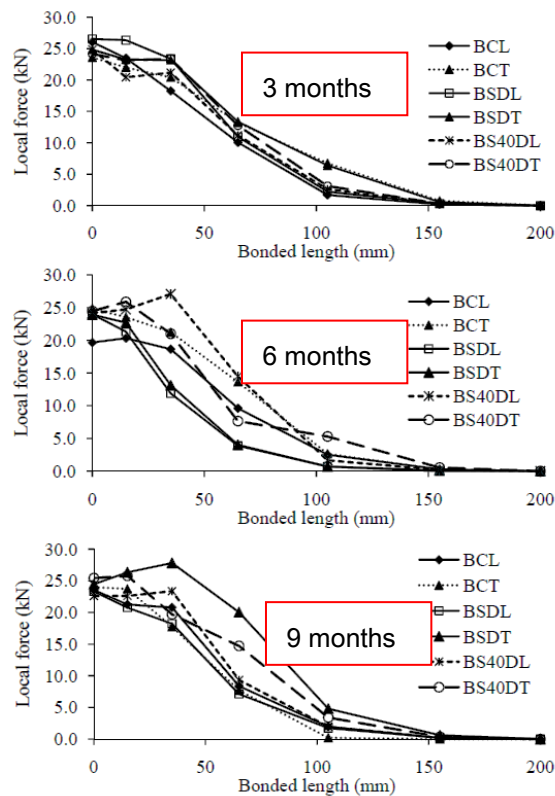 Local force (kN)
30.0
25.0
20.0
15.0
10.0
5.0
0.0
0
50
100
150
200
Bonded length (mm)
3 months
BCL
BCT
BSDL
BSDT
BS40DL
BS40DT
Local force (kN)
30.0
25.0
20.0
15.0
10.0
5.0
0.0
0
50
100
150
200
Bonded length (mm)
6 months
BCL
BCT
BSDL
BSDT
BS40DL
BS40DT
Local force (kN)
30.0
25.0
20.0
15.0
10.0
5.0
0.0
0
50
100
150
200
Bonded length (mm)
9 months
BCL
BCT
BSDL
BSDT
BS40DL
BS40DT